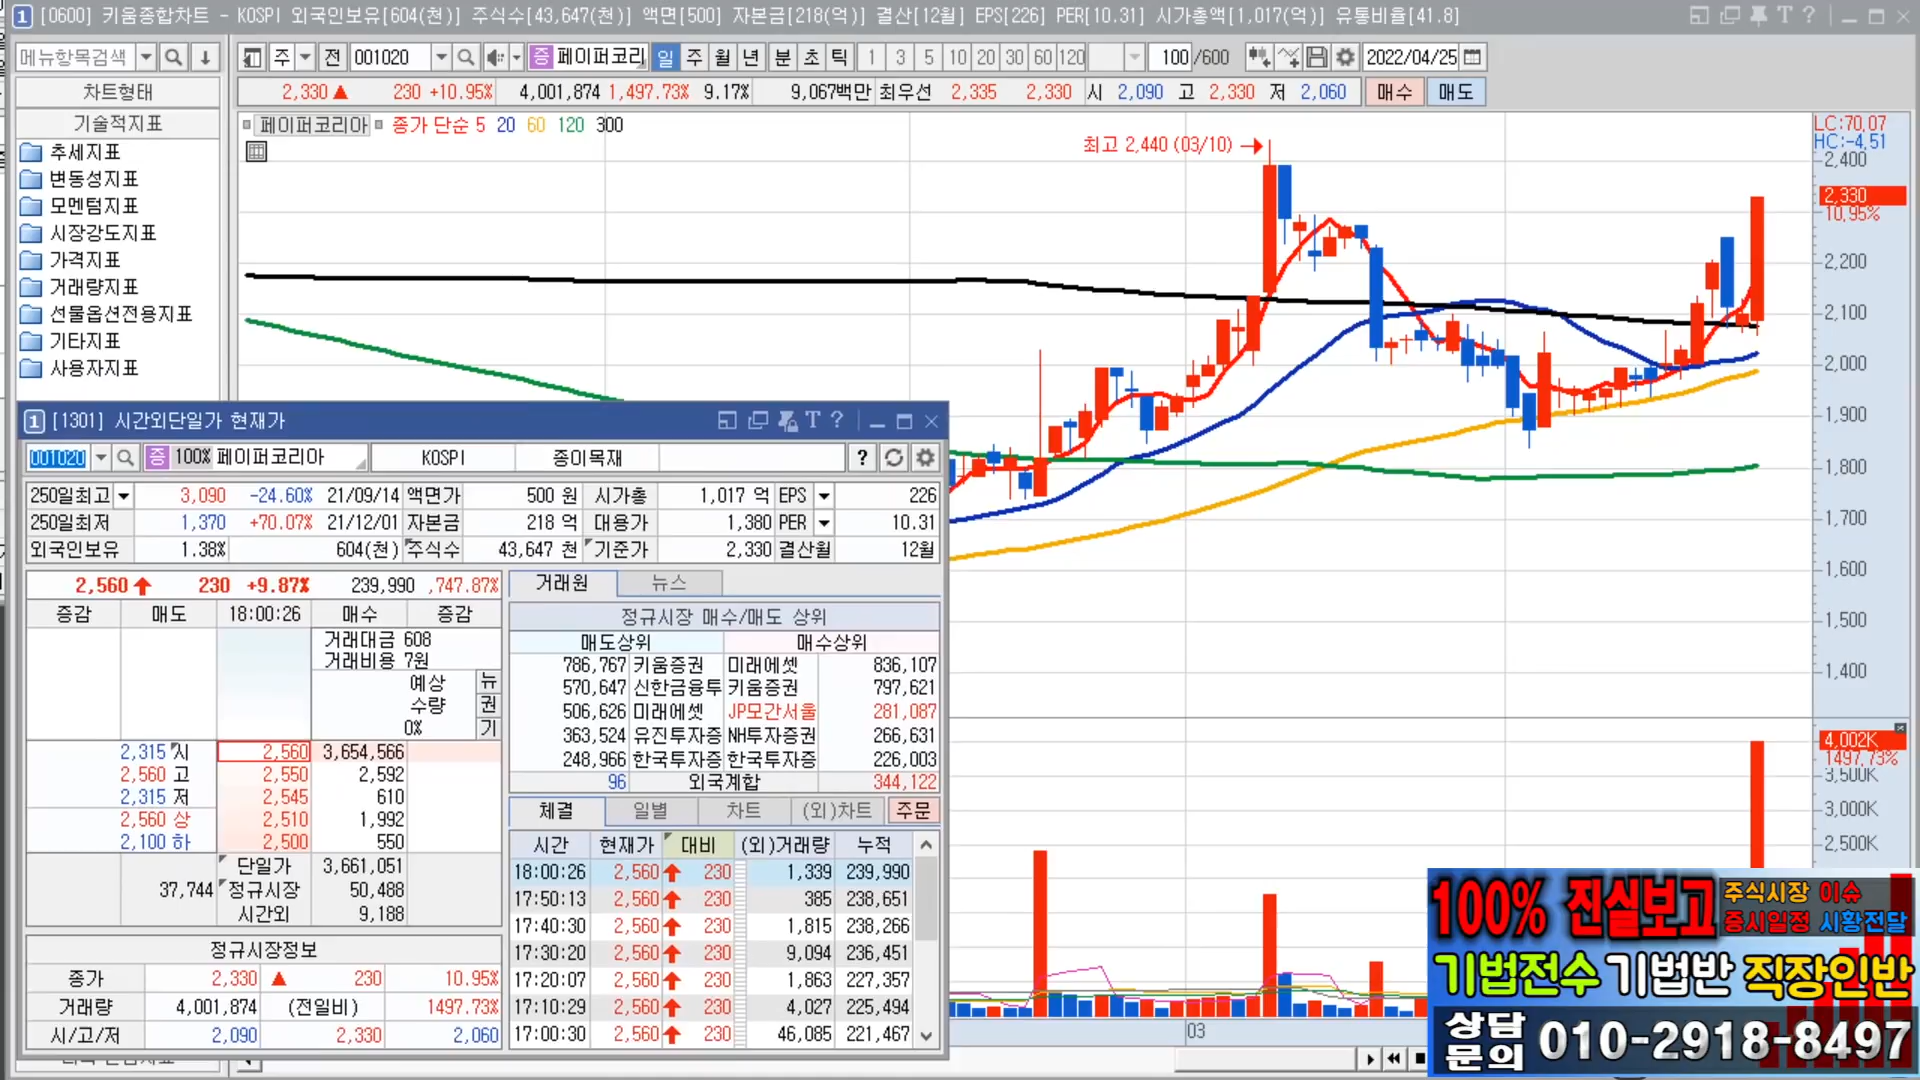 1 [0600] 키움종합차트 - KOSPI 외국인보유[604(천)] 주식수[43,647(천)] 액면[500] 자본금[218(억)] 결산[12월] EPS[226] PER[10.31] 시가총액[1,017(억)] 유통비율[41.8]
메뉴항목검색 주 전 001020 증 페이퍼코리 일 주 월 년 분 초 틱 1 3 5 10 20 30 60 120 100 /600 2022/04/25
차트형태 2,330 ▲ 230 +10.95% 4,001,874 1,497.73% 9.17% 9,067백만 최우선 2,335 2,330 시 2,090 고 2,330 저 2,060 매수 매도
기술적지표
페이퍼코리아 종가 단순 5 20 60 120 300
추세지표
변동성지표
모멘텀지표
시장강도지표
가격지표
거래량지표
선물옵션전용지표
기타지표
사용자지표
최고 2,440 (03/10)
LC:70.07
HC:-4.51
2,400
2,330
10.95%
2,200
2,100
2,000
1,900
1,800
1,700
1,600
1,500
1,400
4,002K
1497.73%
3,500K
3,000K
2,500K
03
1 [1301] 시간외단일가 현재가
001020 증 100% 페이퍼코리아 KOSPI 종이목재 ?
250일최고 3,090 -24.60% 21/09/14 액면가 500 원 시가총 1,017 억 EPS 226
250일최저 1,370 +70.07% 21/12/01 자본금 218 억 대용가 1,380 PER 10.31
외국인보유 1.38% 604(천) 주식수 43,647 천 기준가 2,330 결산월 12월
2,560 230 +9.87% 239,990 ,747.87%
증감 매도 18:00:26 매수 증감
거래대금 608
거래비용 7원
예상
수량
0%
뉴
권
기
2,315 시 2,560 3,654,566
2,560 고 2,550 2,592
2,315 저 2,545 610
2,560 상 2,510 1,992
2,100 하 2,500 550
단일가 3,661,051
37,744 정규시장 50,488
시간외 9,188
정규시장정보
종가 2,330 ▲ 230 10.95%
거래량 4,001,874 (전일비) 1497.73%
시/고/저 2,090 2,330 2,060
거래원 뉴스
정규시장 매수/매도 상위
매도상위 매수상위
786,767 키움증권 미래에셋 836,107
570,647 신한금융투 키움증권 797,621
506,626 미래에셋 JP모간서울 281,087
363,524 유진투자증 NH투자증권 266,631
248,966 한국투자증 한국투자증 226,003
96 외국계합 344,122
체결 일별 차트 (외)차트 주문
시간 현재가 대비 (외)거래량 누적
18:00:26 2,560 230 1,339 239,990
17:50:13 2,560 230 385 238,651
17:40:30 2,560 230 1,815 238,266
17:30:20 2,560 230 9,094 236,451
17:20:07 2,560 230 1,863 227,357
17:10:29 2,560 230 4,027 225,494
17:00:30 2,560 230 46,085 221,467
100% 진실보고 주식시장 이슈
증시일정 시황전달
기법전수 기법반 직장인반
상담
문의 010-2918-8497